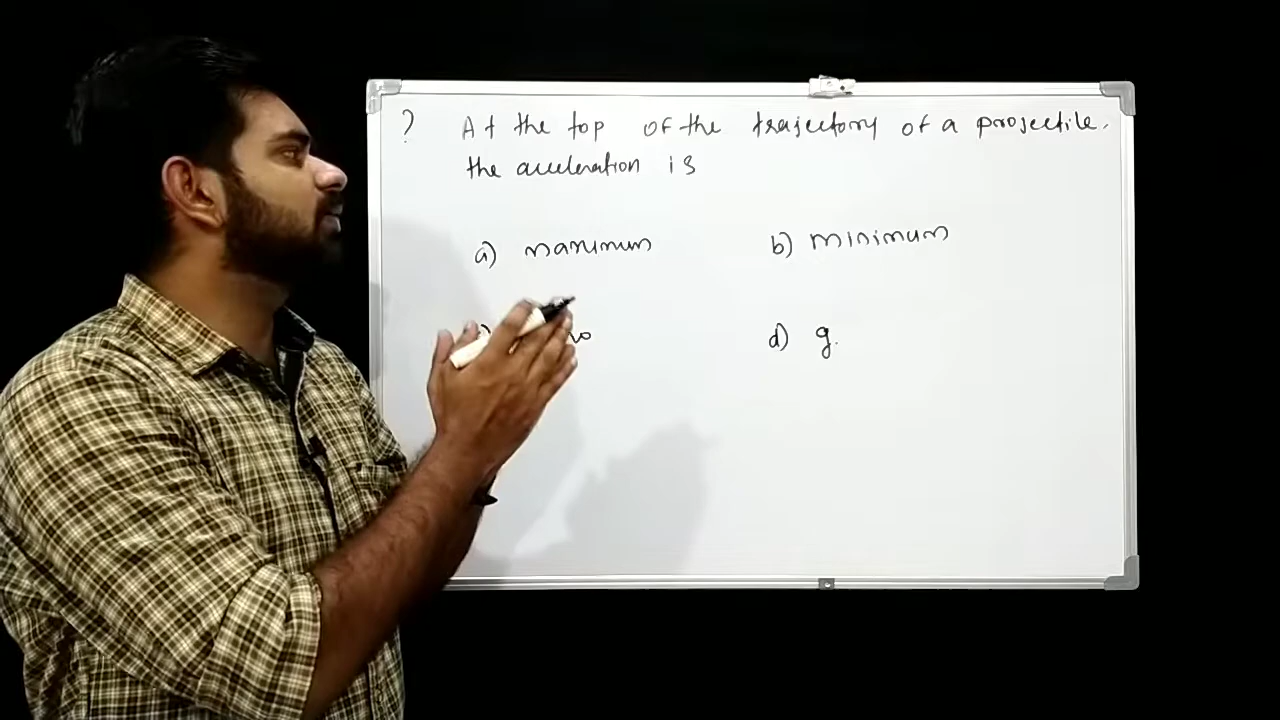 ? At the top of the trajectory of a projectile,
the acceleration is
a) maximum b) minimum
d) g.